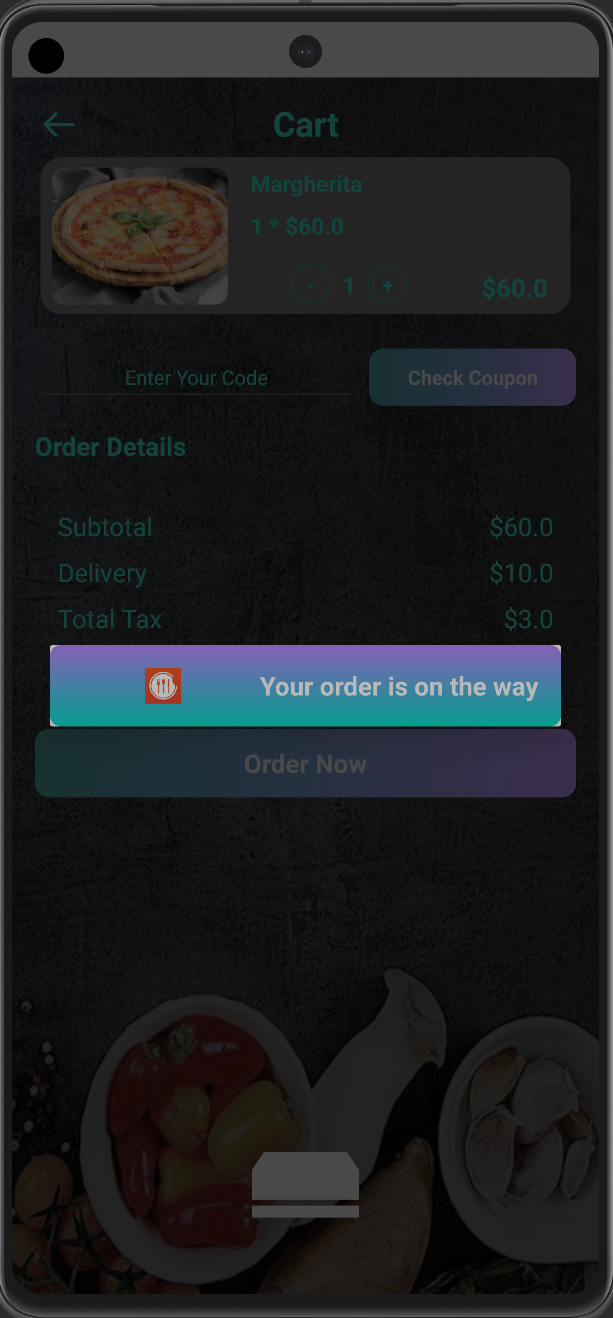 Cart
Margherita
1 * $60.0
- 1 + $60.0
Enter Your Code Check Coupon
Order Details
Subtotal $60.0
Delivery $10.0
Total Tax $3.0
Your order is on the way
Order Now